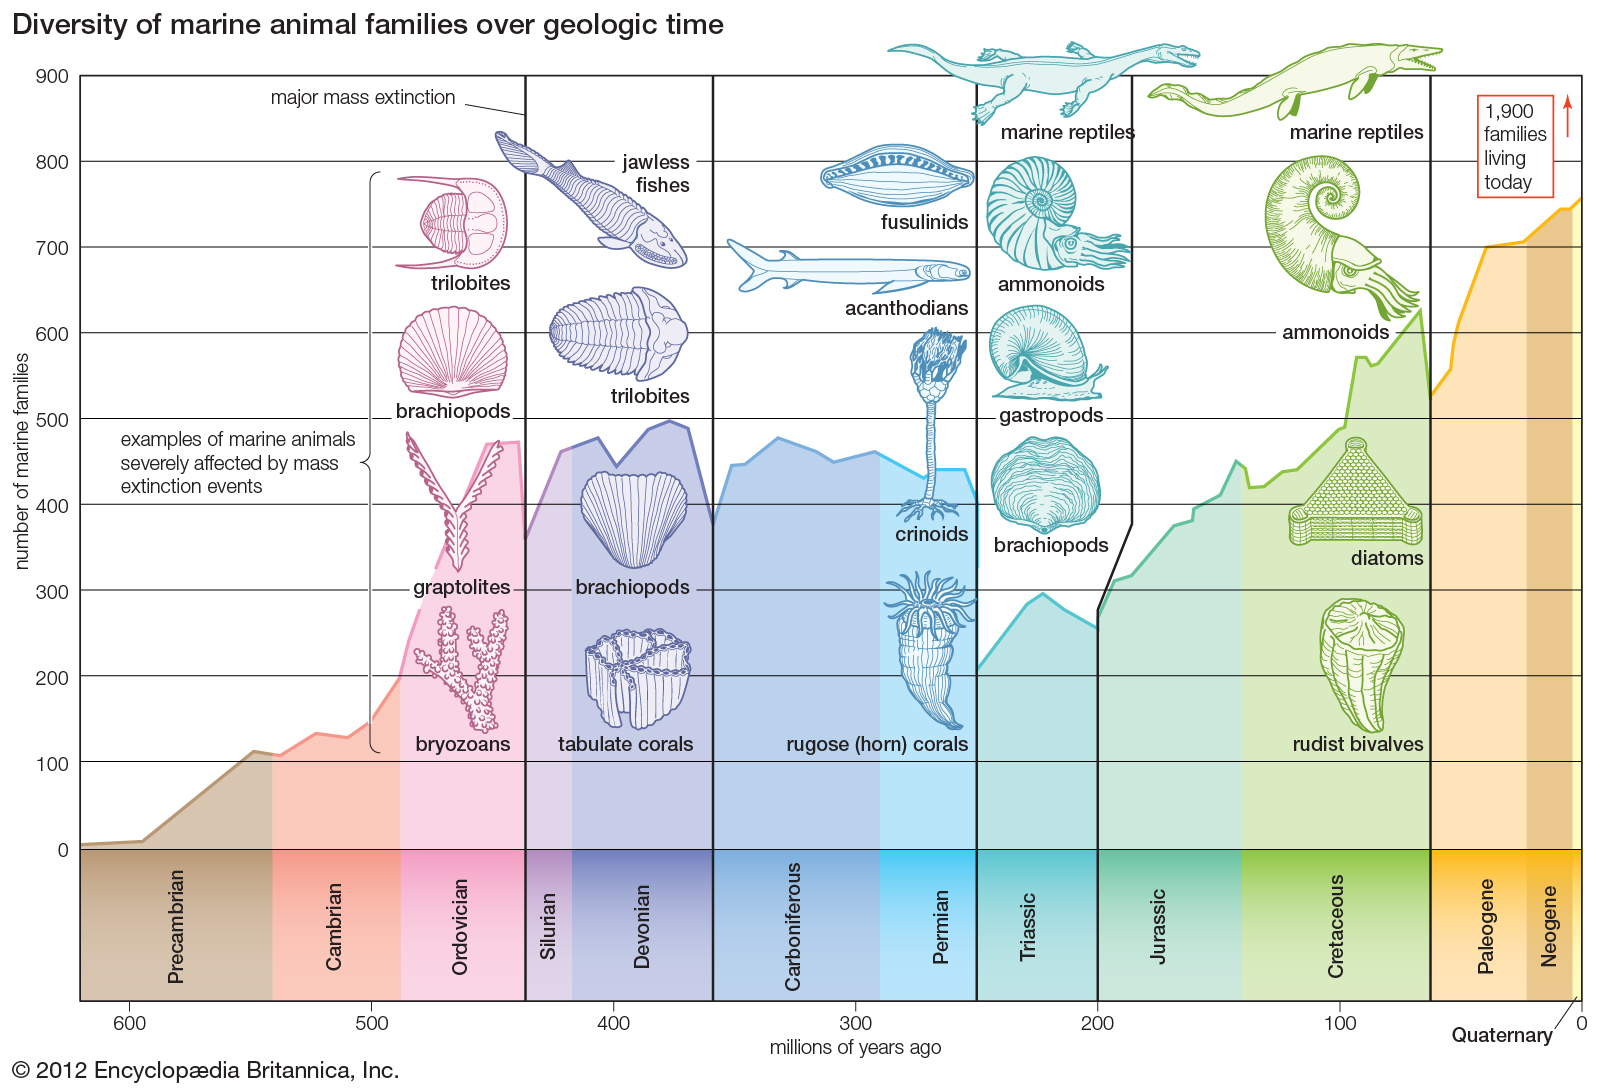 Diversity of marine animal families over geologic time
900
800
700
600
500
400
300
200
100
0
number of marine families
major mass extinction
examples of marine animals
severely affected by mass
extinction events
trilobites
brachiopods
graptolites
bryozoans
jawless
fishes
trilobites
brachiopods
tabulate corals
fusulinids
acanthodians
crinoids
rugose (horn) corals
marine reptiles
ammonoids
gastropods
brachiopods
marine reptiles
ammonoids
diatoms
rudist bivalves
1,900
families
living
today
Precambrian
Cambrian
Ordovician
Silurian
Devonian
Carboniferous
Permian
Triassic
Jurassic
Cretaceous
Paleogene
Neogene
Quaternary
600
500
400
300
200
100
0
millions of years ago
© 2012 Encyclopædia Britannica, Inc.